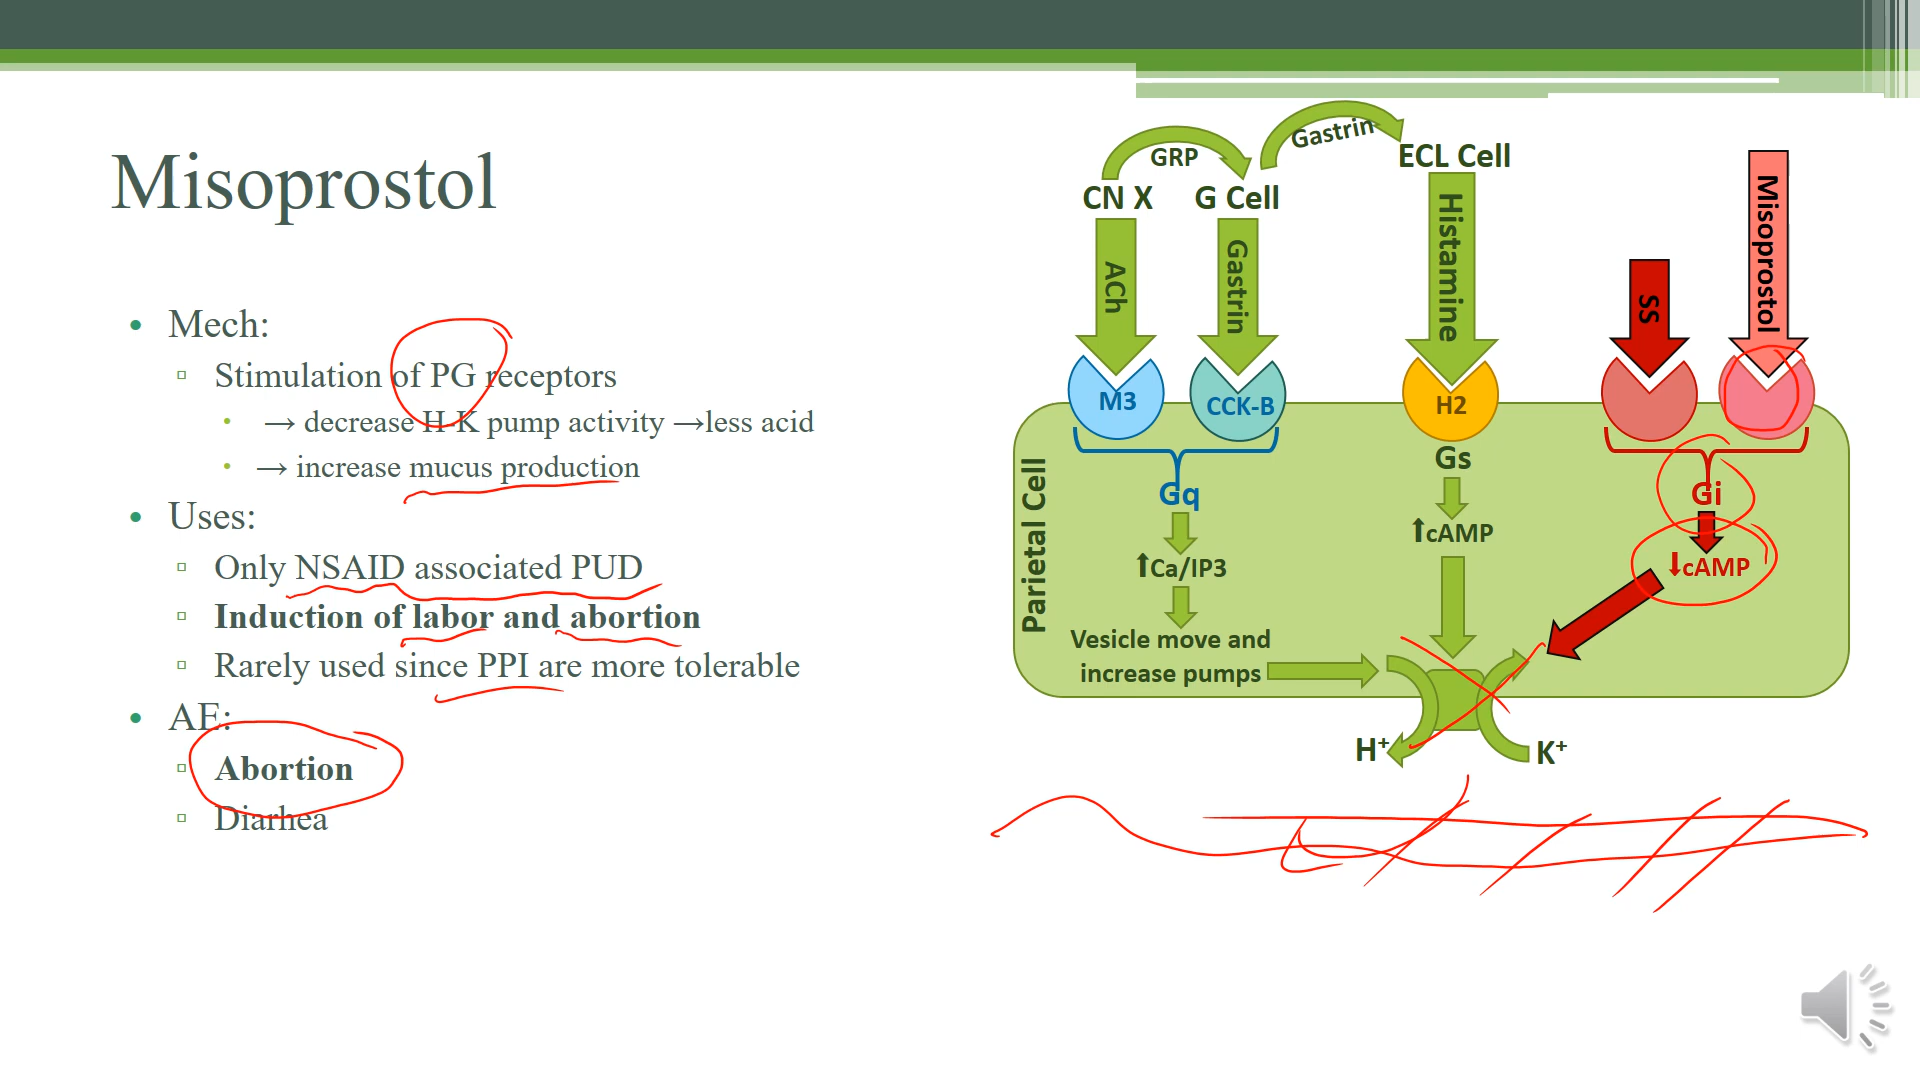 Misoprostol
• Mech:
▫ Stimulation of PG receptors
• → decrease H-K pump activity →less acid
• → increase mucus production
• Uses:
▫ Only NSAID associated PUD
▫ Induction of labor and abortion
▫ Rarely used since PPI are more tolerable
• AE:
▫ Abortion
▫ Diarhea
GRP
Gastrin
CN X
G Cell
ECL Cell
ACh
Gastrin
Histamine
SS
Misoprostol
M3
CCK-B
H2
Parietal Cell
Gq
Gs
Gi
⬆Ca/IP3
⬆cAMP
⬇cAMP
Vesicle move and
increase pumps
H⁺
K⁺